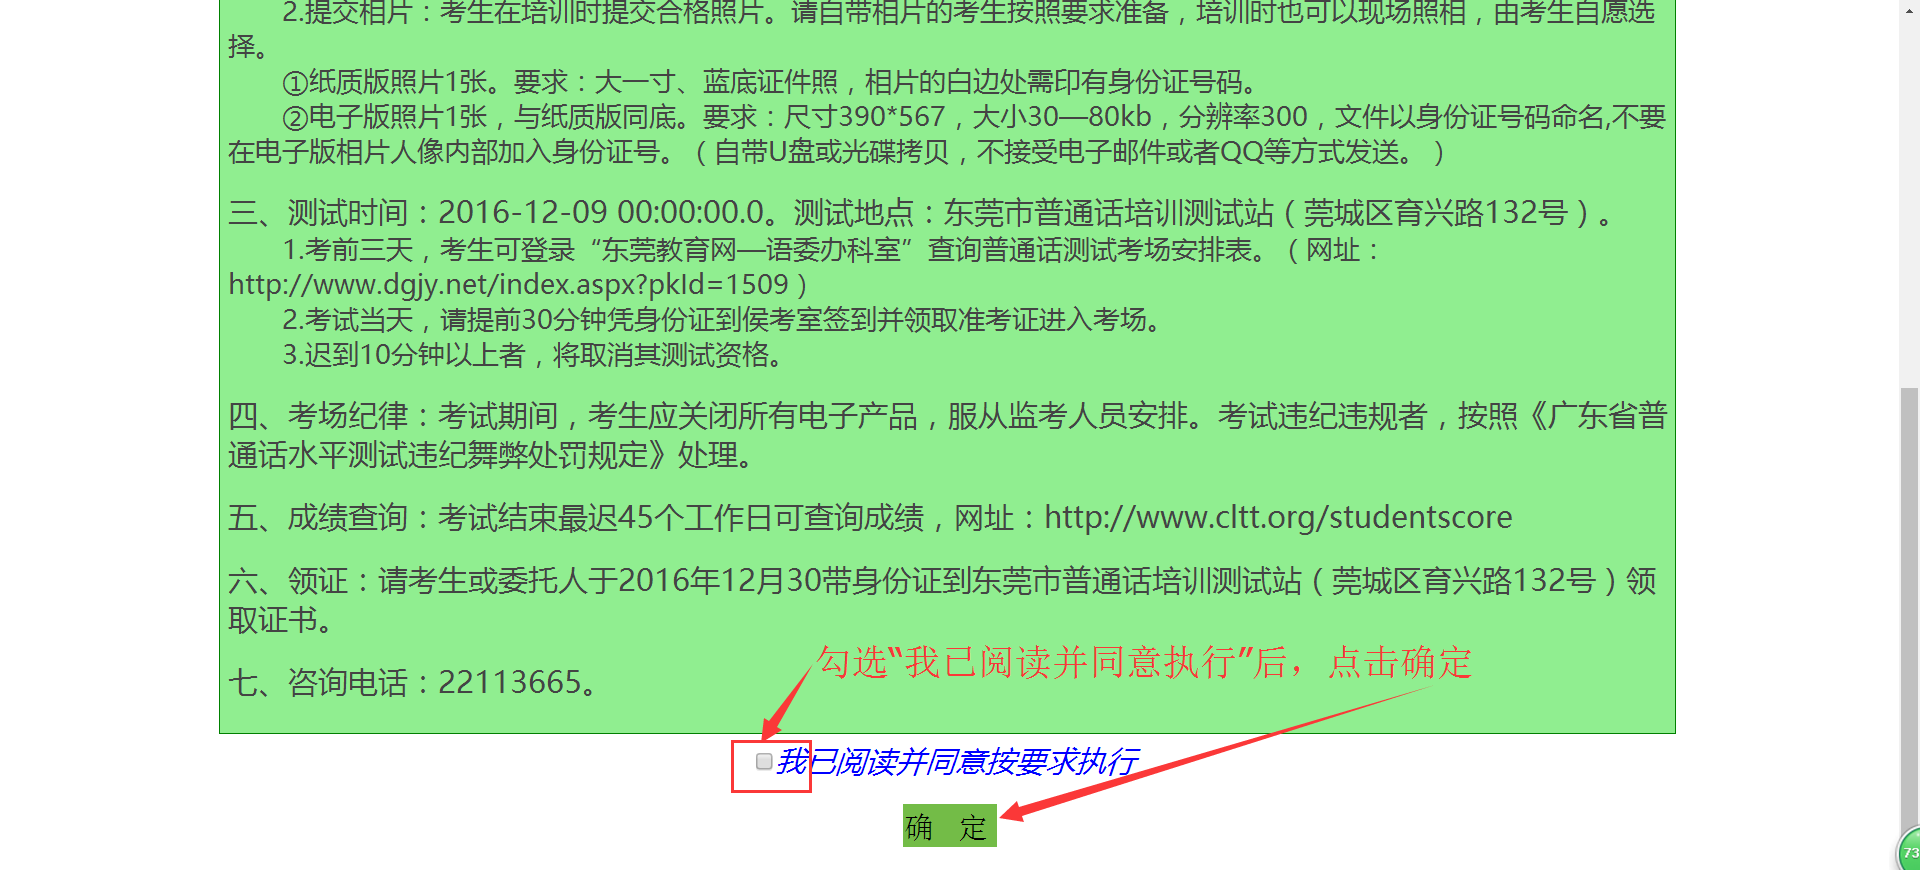 2.提交相片：考生在培训时提交合格照片。请自带相片的考生按照要求准备，培训时也可以现场照相，由考生自愿选
择。
①纸质版照片1张。要求：大一寸、蓝底证件照，相片的白边处需印有身份证号码。
②电子版照片1张，与纸质版同底。要求：尺寸390*567，大小30—80kb，分辨率300，文件以身份证号码命名,不要
在电子版相片人像内部加入身份证号。（自带U盘或光碟拷贝，不接受电子邮件或者QQ等方式发送。）
三、测试时间：2016-12-09 00:00:00.0。测试地点：东莞市普通话培训测试站（莞城区育兴路132号）。
1.考前三天，考生可登录“东莞教育网—语委办科室”查询普通话测试考场安排表。（网址：
http://www.dgjy.net/index.aspx?pkId=1509）
2.考试当天，请提前30分钟凭身份证到侯考室签到并领取准考证进入考场。
3.迟到10分钟以上者，将取消其测试资格。
四、考场纪律：考试期间，考生应关闭所有电子产品，服从监考人员安排。考试违纪违规者，按照《广东省普
通话水平测试违纪舞弊处罚规定》处理。
五、成绩查询：考试结束最迟45个工作日可查询成绩，网址：http://www.cltt.org/studentscore
六、领证：请考生或委托人于2016年12月30带身份证到东莞市普通话培训测试站（莞城区育兴路132号）领
取证书。
七、咨询电话：22113665。
勾选“我已阅读并同意执行”后，点击确定
我已阅读并同意按要求执行
确 定
73